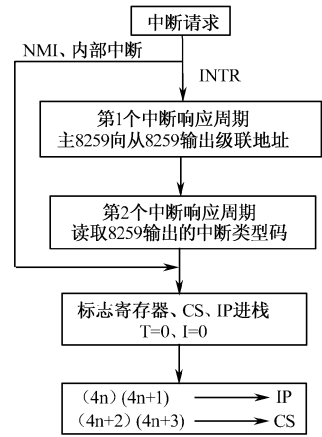 中断请求
NMI、内部中断
INTR
第1个中断响应周期
主8259向从8259输出级联地址
第2个中断响应周期
读取8259输出的中断类型码
标志寄存器、CS、IP进栈
T=0、I=0
（4n）(4n+1) IP
(4n+2) (4n+3) CS